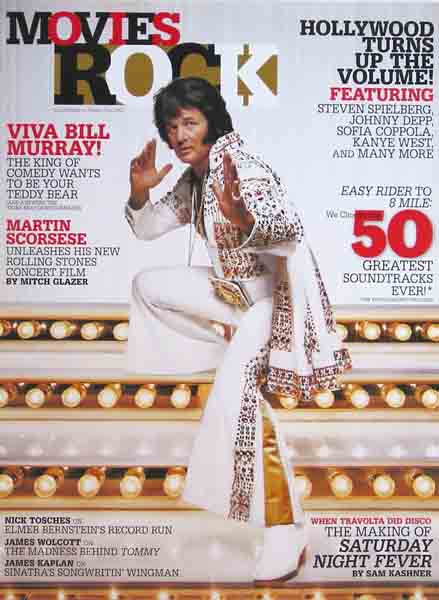 MOVIES
ROCK
HOLLYWOOD
TURNS
UP THE
VOLUME!
FEATURING
STEVEN SPIELBERG,
JOHNNY DEPP,
SOFIA COPPOLA,
KANYE WEST,
AND MANY MORE
VIVA BILL
MURRAY!
THE KING OF
COMEDY WANTS
TO BE YOUR
TEDDY BEAR
MARTIN
SCORSESE
UNLEASHES HIS NEW
ROLLING STONES
CONCERT FILM
BY MITCH GLAZER
EASY RIDER TO
8 MILE:
50
GREATEST
SOUNDTRACKS
EVER!*
NICK TOSCHES ON
ELMER BERNSTEIN'S RECORD RUN
JAMES WOLCOTT ON
THE MADNESS BEHIND TOMMY
JAMES KAPLAN ON
SINATRA'S SONGWRITIN' WINGMAN
WHEN TRAVOLTA DID DISCO
THE MAKING OF
SATURDAY
NIGHT FEVER
BY SAM KASHNER